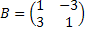 B = (1 −3
3 1)